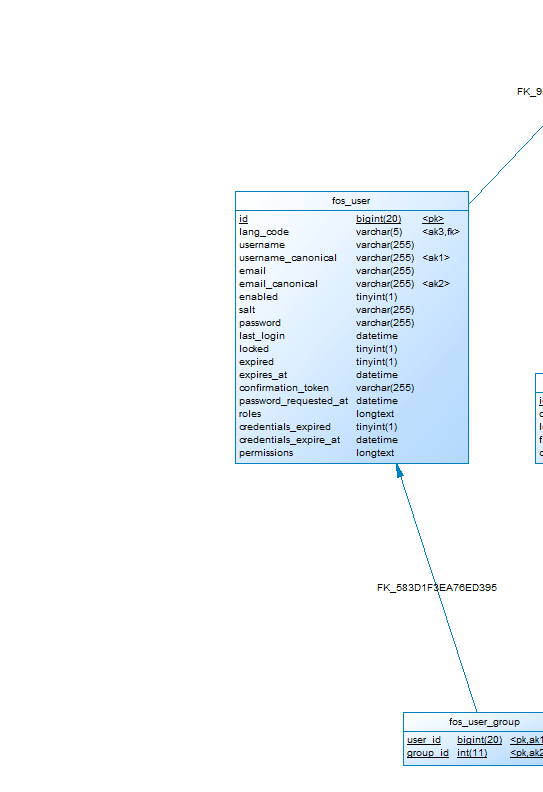 FK_9
fos_user
id bigint(20) <pk>
lang_code varchar(5) <ak3,fk>
username varchar(255)
username_canonical varchar(255) <ak1>
email varchar(255)
email_canonical varchar(255) <ak2>
enabled tinyint(1)
salt varchar(255)
password varchar(255)
last_login datetime
locked tinyint(1)
expired tinyint(1)
expires_at datetime
confirmation_token varchar(255)
password_requested_at datetime
roles longtext
credentials_expired tinyint(1)
credentials_expire_at datetime
permissions longtext
FK_583D1F3EA76ED395
fos_user_group
user_id bigint(20) <pk,ak1
group_id int(11) <pk,ak2